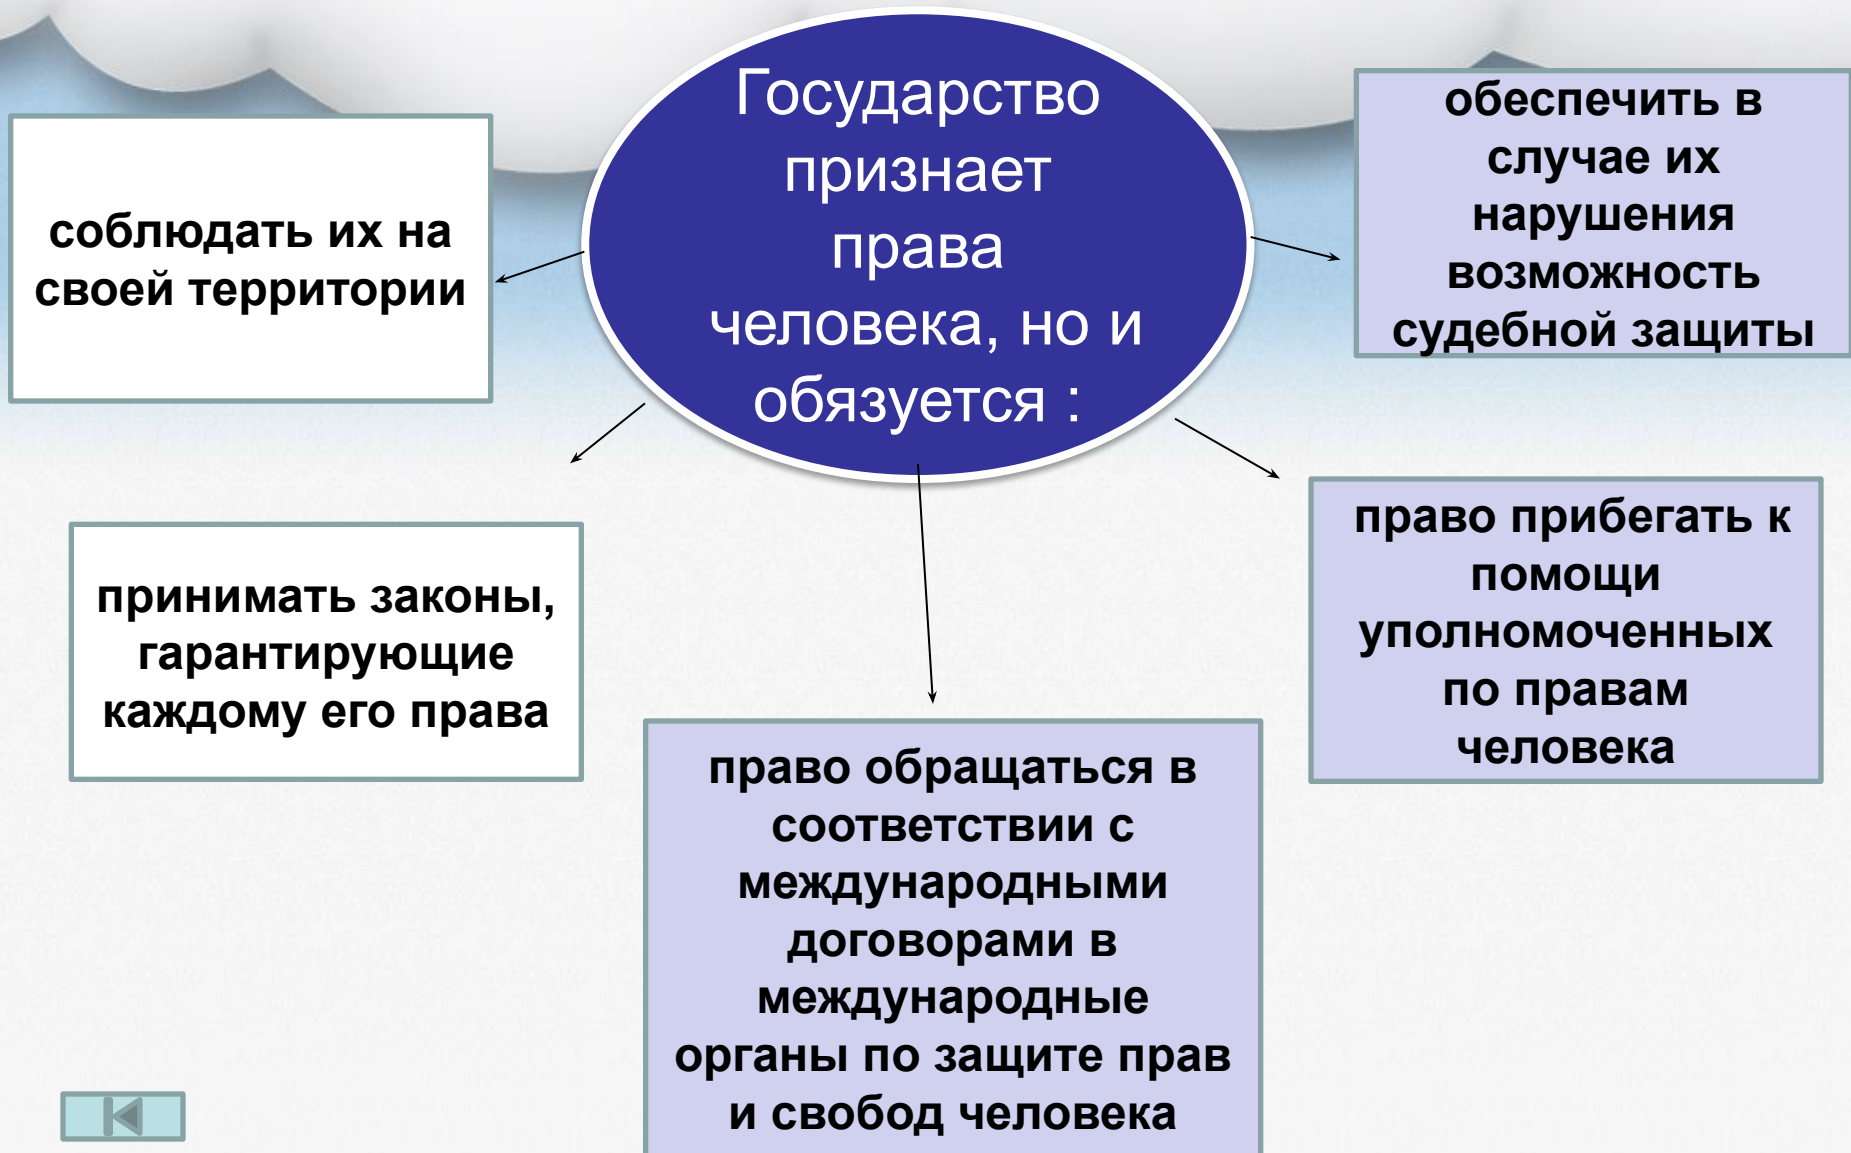 Государство
признает
права
человека, но и
обязуется :
соблюдать их на
своей территории
обеспечить в
случае их
нарушения
возможность
судебной защиты
принимать законы,
гарантирующие
каждому его права
право прибегать к
помощи
уполномоченных
по правам
человека
право обращаться в
соответствии с
международными
договорами в
международные
органы по защите прав
и свобод человека